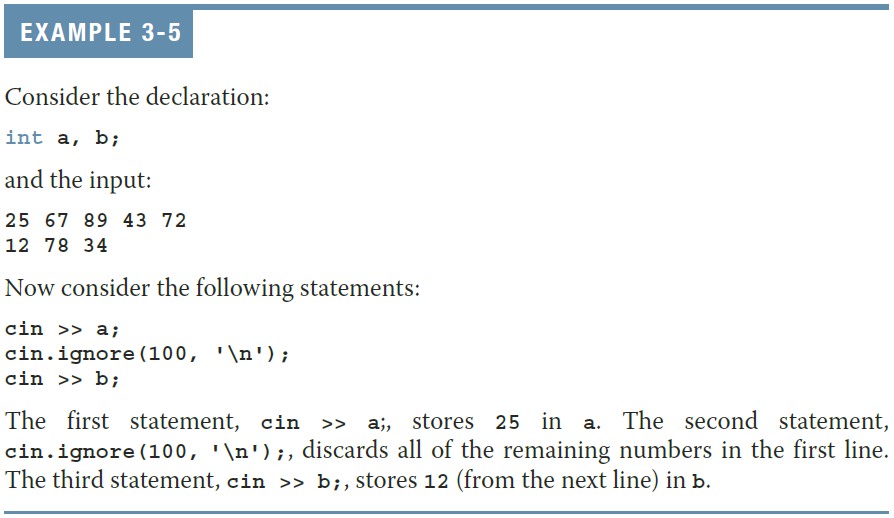 EXAMPLE 3-5
Consider the declaration:
int a, b;
and the input:
25 67 89 43 72
12 78 34
Now consider the following statements:
cin >> a;
cin.ignore(100, '\n');
cin >> b;
The first statement, cin >> a;, stores 25 in a. The second statement,
cin.ignore(100, '\n');, discards all of the remaining numbers in the first line.
The third statement, cin >> b;, stores 12 (from the next line) in b.